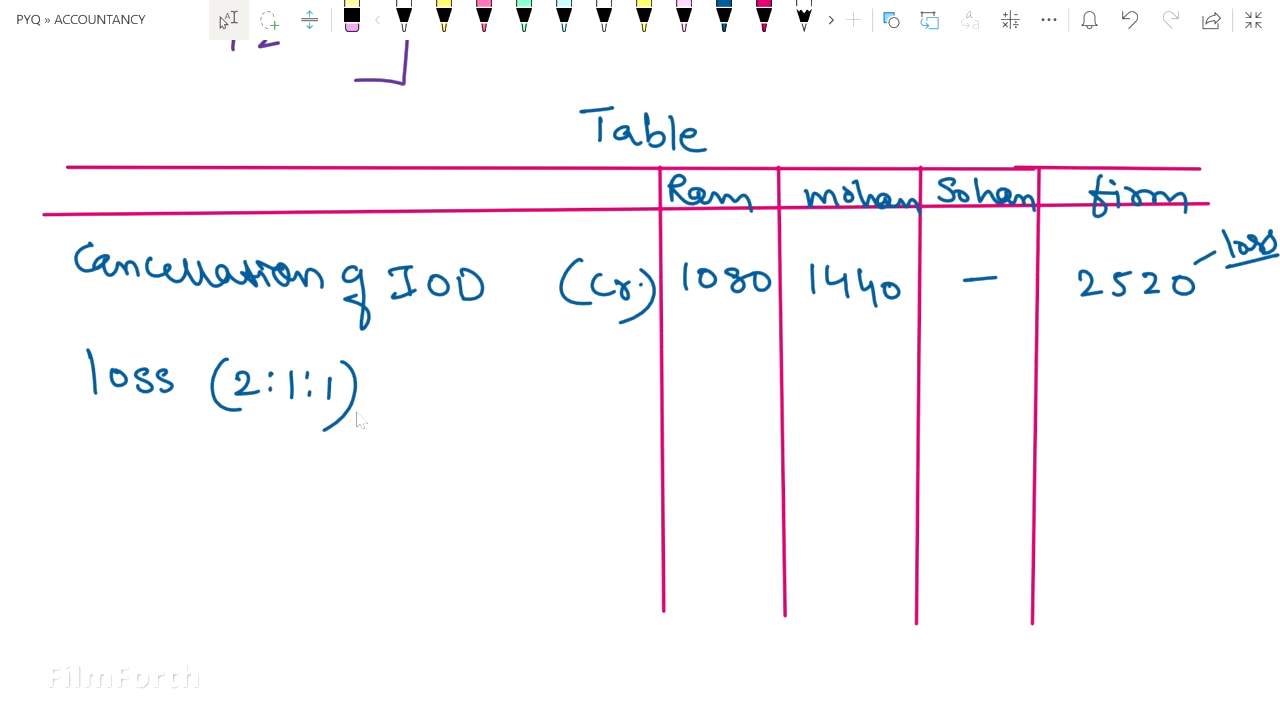 PYQ » ACCOUNTANCY
Table
Ram mohan Sohan firm
Cancellation of IOD (Cr.) 1080 1440 — 2520 – loss
loss (2:1:1)
FilmForth